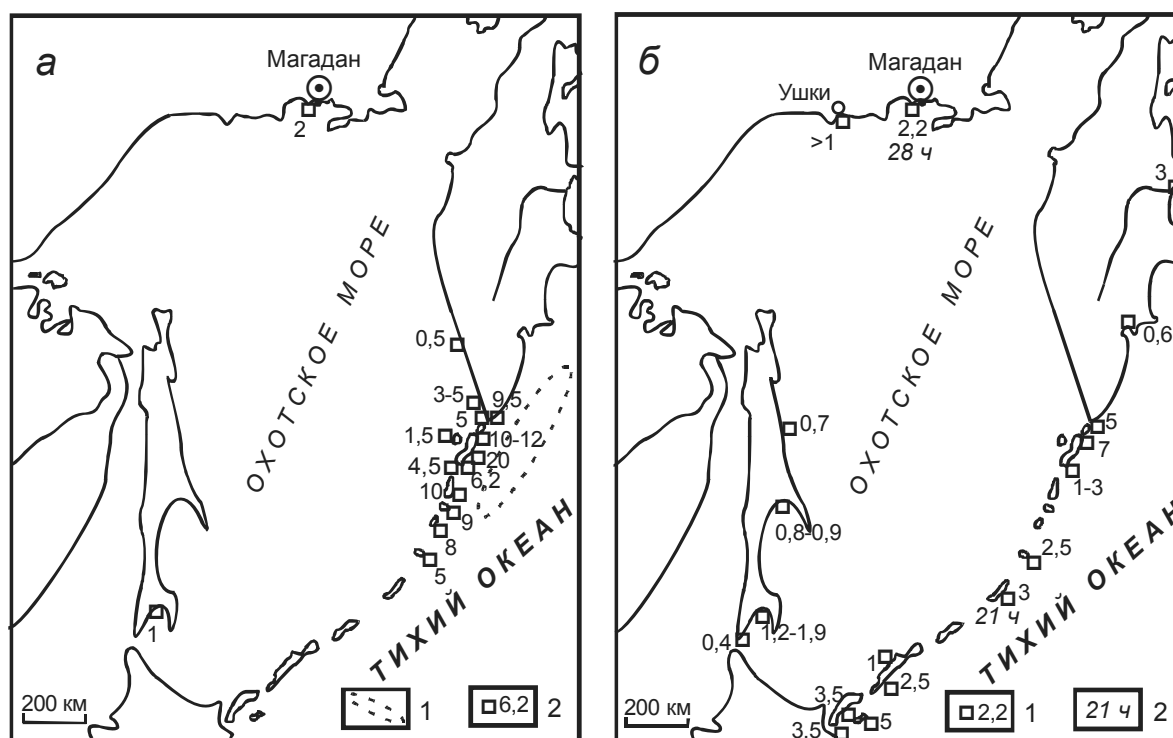 а
Магадан
2
ОХОТСКОЕ МОРЕ
0,5
3-5
9,5
5
1,5
10-12
20
4,5
6,2
10
9
8
5
1
ТИХИЙ ОКЕАН
200 км
1
6,2
2
б
Ушки
Магадан
>1
2,2
28 ч
3
ОХОТСКОЕ МОРЕ
0,6
0,7
5
7
1-3
0,8-0,9
2,5
3
21 ч
1,2-1,9
0,4
1
2,5
3,5
5
3,5
ТИХИЙ ОКЕАН
200 км
2,2
1
21 ч
2